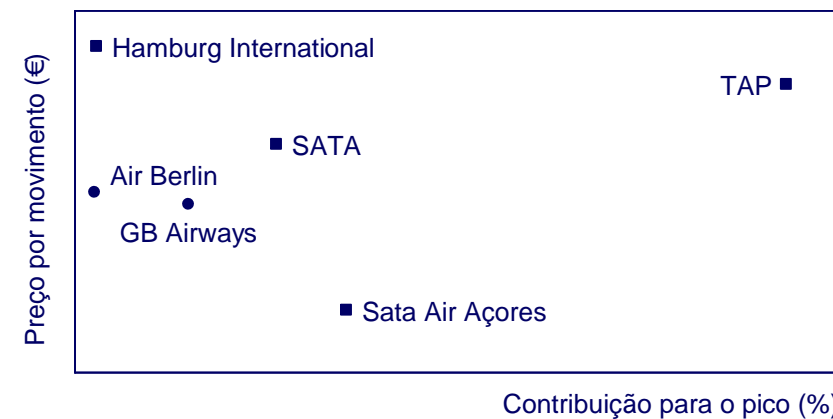 Preço por movimento (€)
Hamburg International
TAP
SATA
Air Berlin
GB Airways
Sata Air Açores
Contribuição para o pico (%)